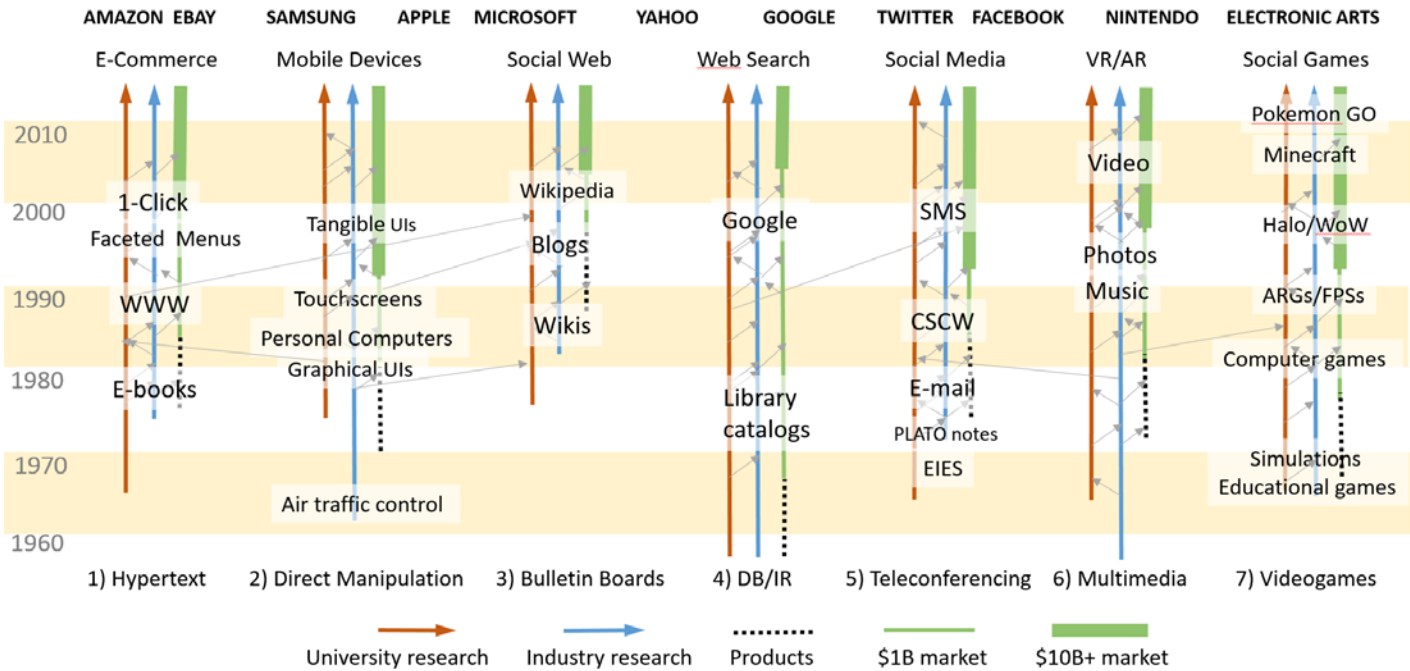 AMAZON EBAY SAMSUNG APPLE MICROSOFT YAHOO GOOGLE TWITTER FACEBOOK NINTENDO ELECTRONIC ARTS
E-Commerce Mobile Devices Social Web Web Search Social Media VR/AR Social Games
Pokemon GO
2010
Minecraft
Video
Wikipedia
1-Click
2000
SMS
Google
Tangible UIs
Halo/WoW
Faceted Menus
Blogs
Photos
1990
Music
ARGs/FPSs
Touchscreens
WWW
CSCW
Wikis
Personal Computers
Computer games
Graphical UIs
1980
E-books
E-mail
Library
catalogs
PLATO notes
1970
EIES
Simulations
Educational games
Air traffic control
1960
1) Hypertext 2) Direct Manipulation 3) Bulletin Boards 4) DB/IR 5) Teleconferencing 6) Multimedia 7) Videogames
University research Industry research Products $1B market $10B+ market